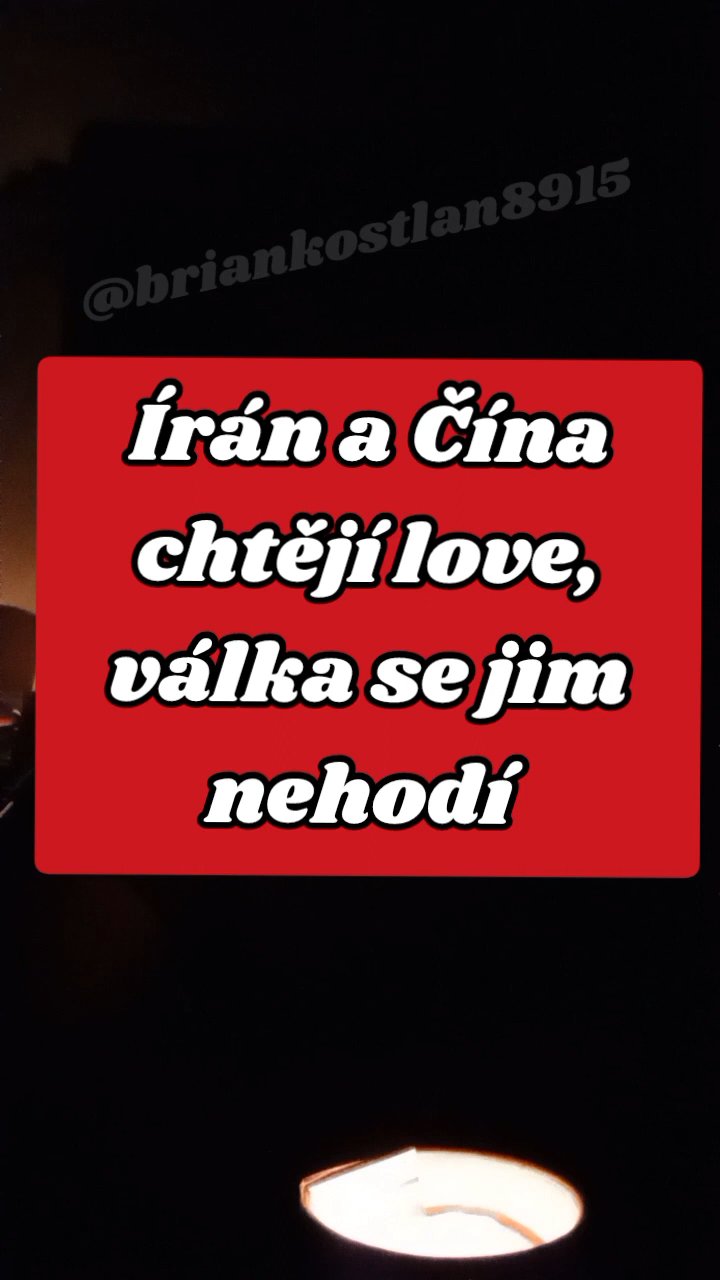 @briankostlan8915
Írán a Čína
chtějí love,
válka se jim
nehodí